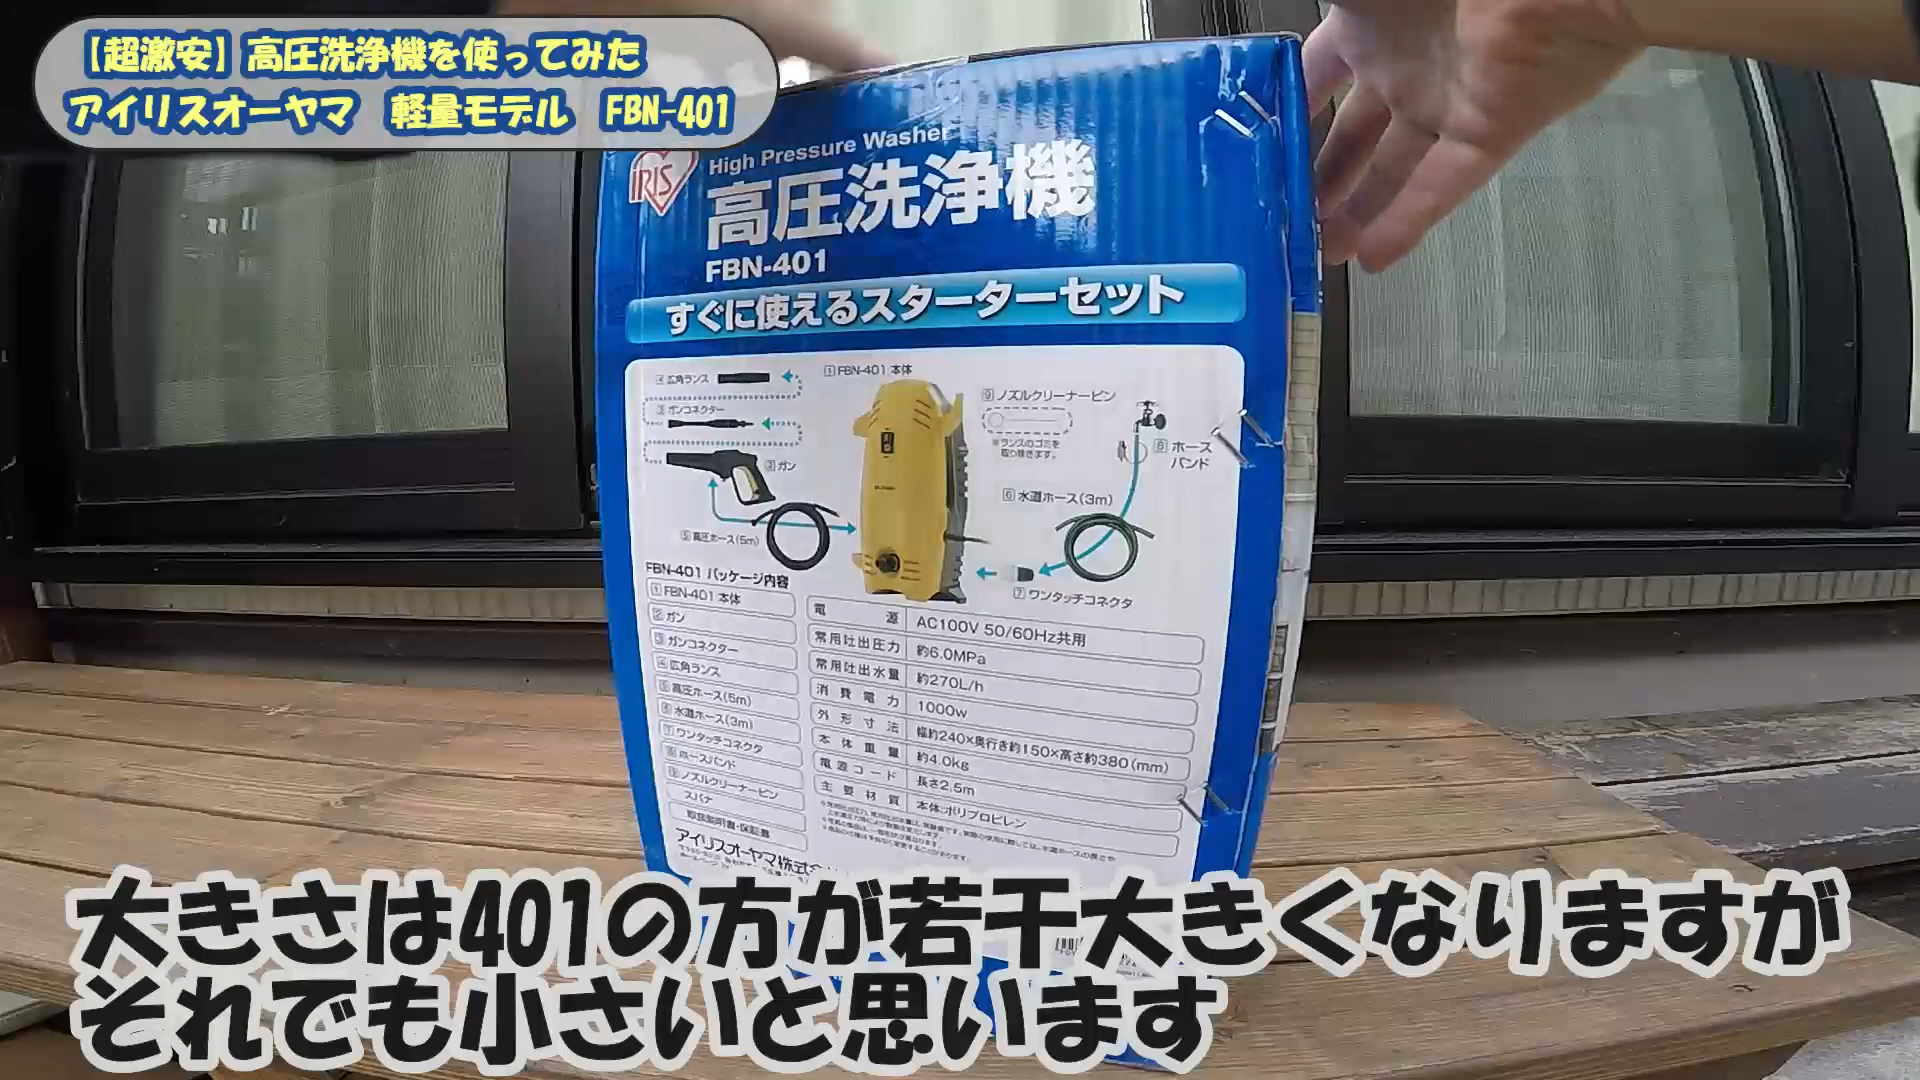 【超激安】高圧洗浄機を使ってみた
アイリスオーヤマ 軽量モデル FBN-401
IRIS
High Pressure Washer
高圧洗浄機
FBN-401
すぐに使えるスターターセット
④広角ランス
③ガンコネクター
②ガン
⑤高圧ホース(5m)
①FBN-401 本体
⑨ノズルクリーナーピン
※ランスのゴミを
取り除きます。
⑧ホース
バンド
⑥水道ホース(3m)
⑦ワンタッチコネクタ
FBN-401 パッケージ内容
①FBN-401 本体
②ガン
③ガンコネクター
④広角ランス
⑤高圧ホース(5m)
⑥水道ホース(3m)
⑦ワンタッチコネクタ
⑧ホースバンド
⑨ノズルクリーナーピン
スパナ
取扱説明書・保証書
電源 AC100V 50/60Hz共用
常用吐出圧力 約6.0MPa
常用吐出水量 約270L/h
消費電力 1000w
外形寸法 幅約240×奥行き約150×高さ約380(mm)
本体重量 約4.0kg
電源コード 長さ2.5m
主要材質 本体:ポリプロピレン
アイリスオーヤマ株式会
大きさは401の方が若干大きくなりますが
それでも小さいと思います